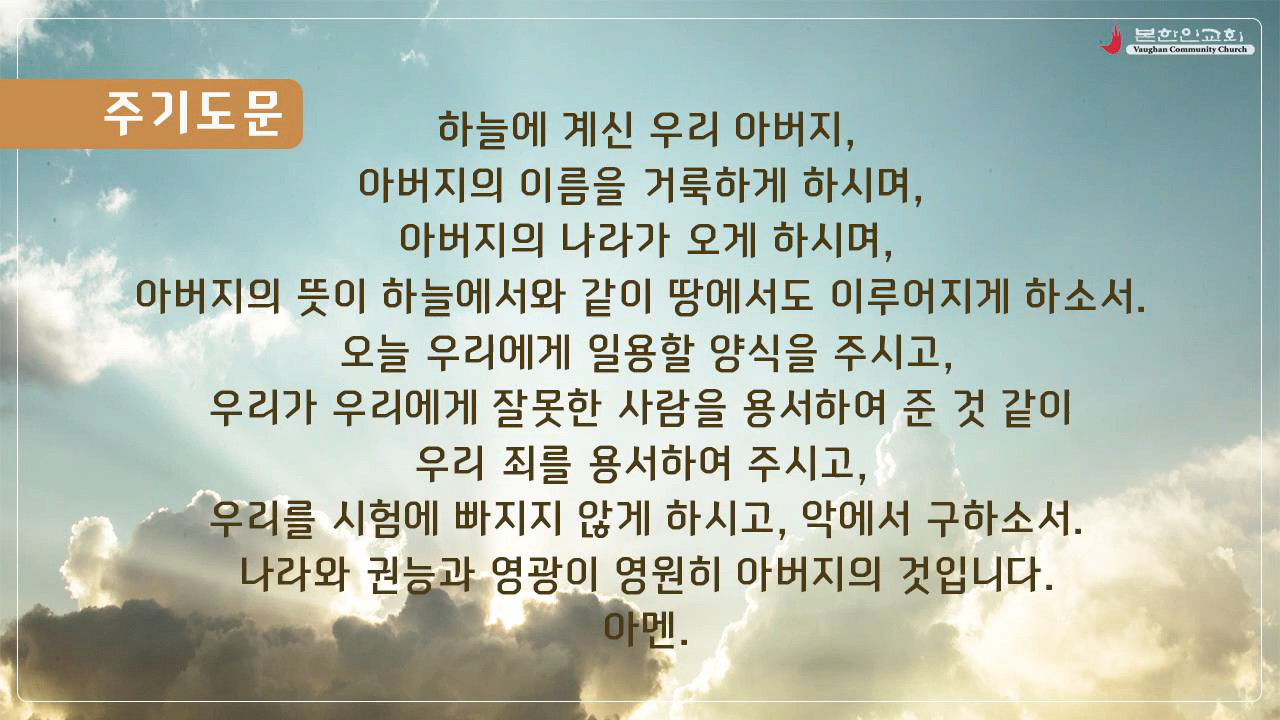 본한인교회
Vaughan Community Church
주기도문
하늘에 계신 우리 아버지,
아버지의 이름을 거룩하게 하시며,
아버지의 나라가 오게 하시며,
아버지의 뜻이 하늘에서와 같이 땅에서도 이루어지게 하소서.
오늘 우리에게 일용할 양식을 주시고,
우리가 우리에게 잘못한 사람을 용서하여 준 것 같이
우리 죄를 용서하여 주시고,
우리를 시험에 빠지지 않게 하시고, 악에서 구하소서.
나라와 권능과 영광이 영원히 아버지의 것입니다.
아멘.